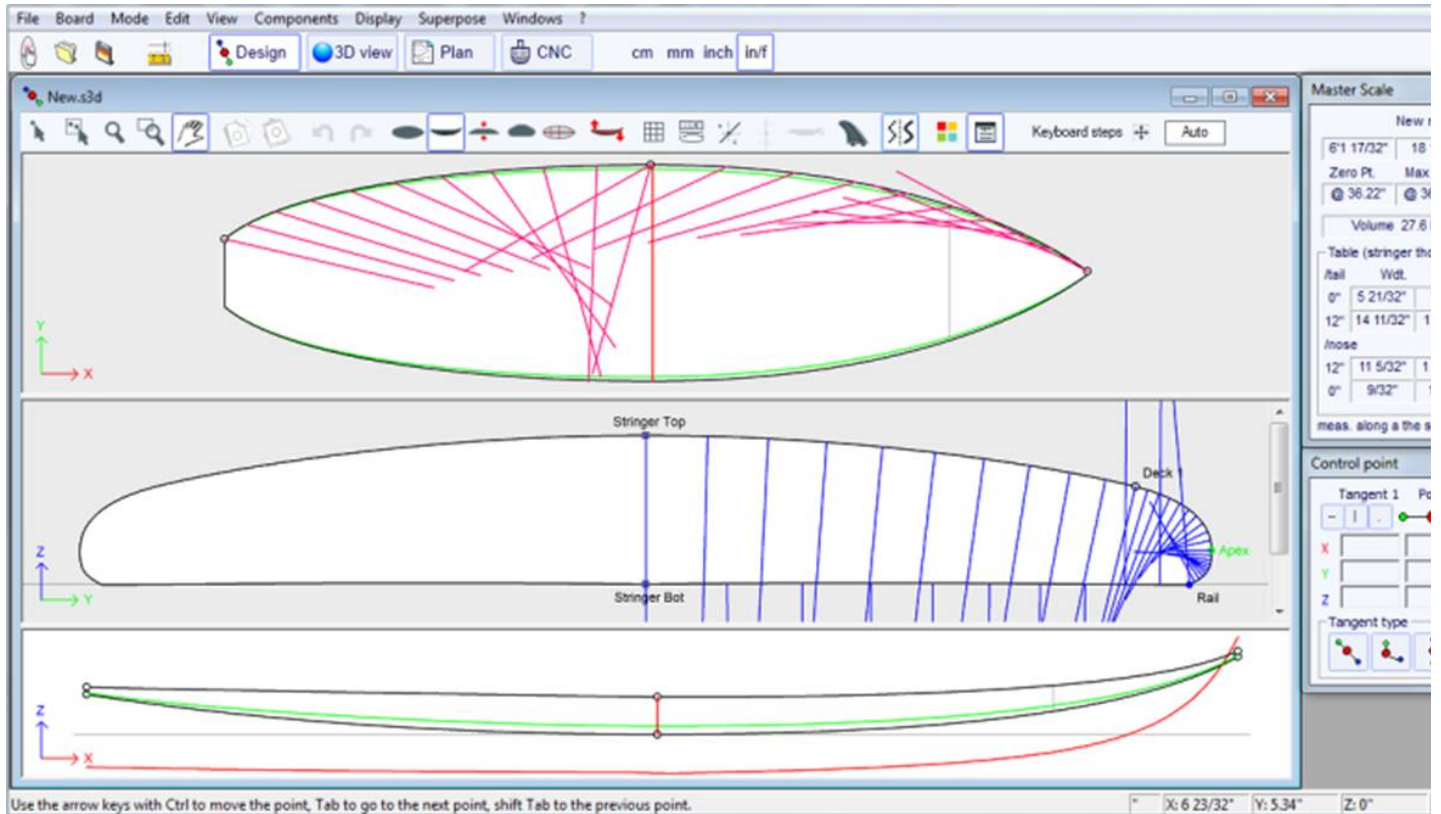 File Board Mode Edit View Components Display Superpose Windows ?
Design 3D view Plan CNC cm mm inch in/f
New.s3d
Keyboard steps Auto
Y
X
Stringer Top
Deck 1
Apex
Z
Y
Stringer Bot
Rail
Z
X
Master Scale
New
6'1 17/32" 18
Zero Pt. Max
@ 36.22" @
Volume 27.6
Table (stringer
/tail Wdt.
0" 5 21/32"
12" 14 11/32" 1
/nose
12" 11 5/32" 1
0" 9/32"
meas. along a the
Control point
Tangent 1
X
Y
Z
Tangent type
Use the arrow keys with Ctrl to move the point, Tab to go to the next point, shift Tab to the previous point.
" X: 6 23/32" Y: 5.34" Z: 0"